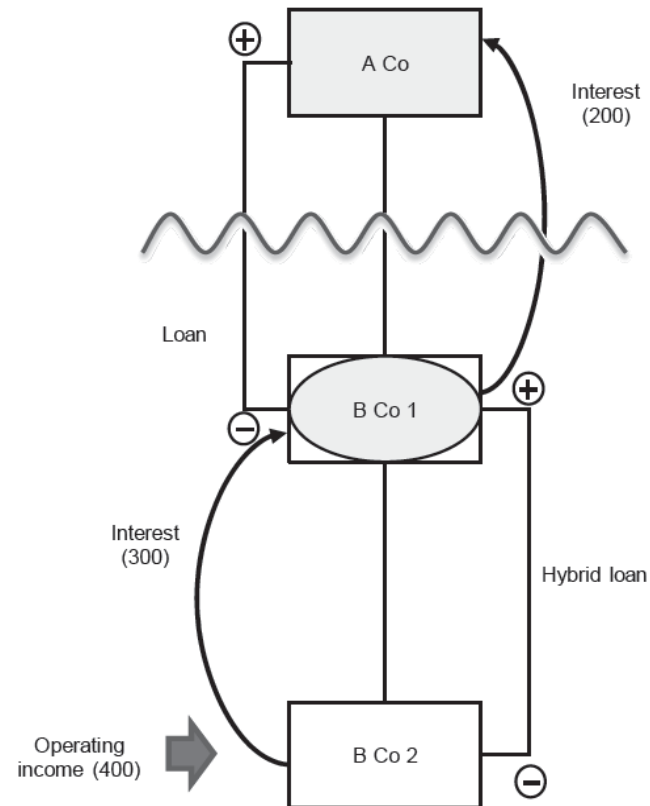 A Co
Interest
(200)
Loan
B Co 1
Interest
(300)
Hybrid loan
Operating
income (400)
B Co 2